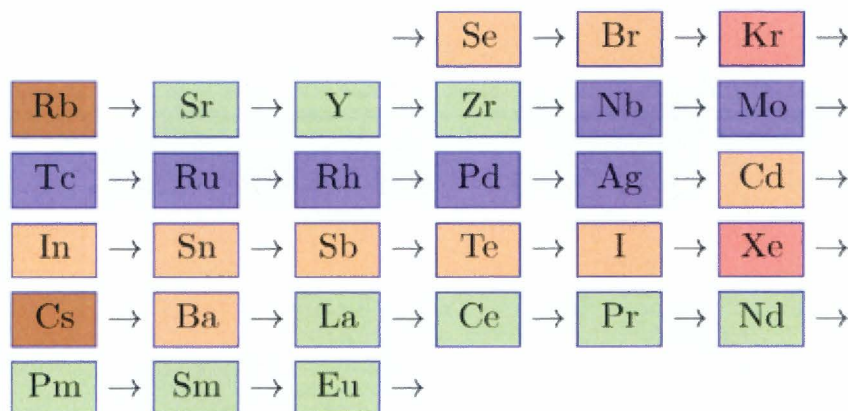 → Se → Br → Kr →
Rb → Sr → Y → Zr → Nb → Mo →
Tc → Ru → Rh → Pd → Ag → Cd →
In → Sn → Sb → Te → I → Xe →
Cs → Ba → La → Ce → Pr → Nd →
Pm → Sm → Eu →